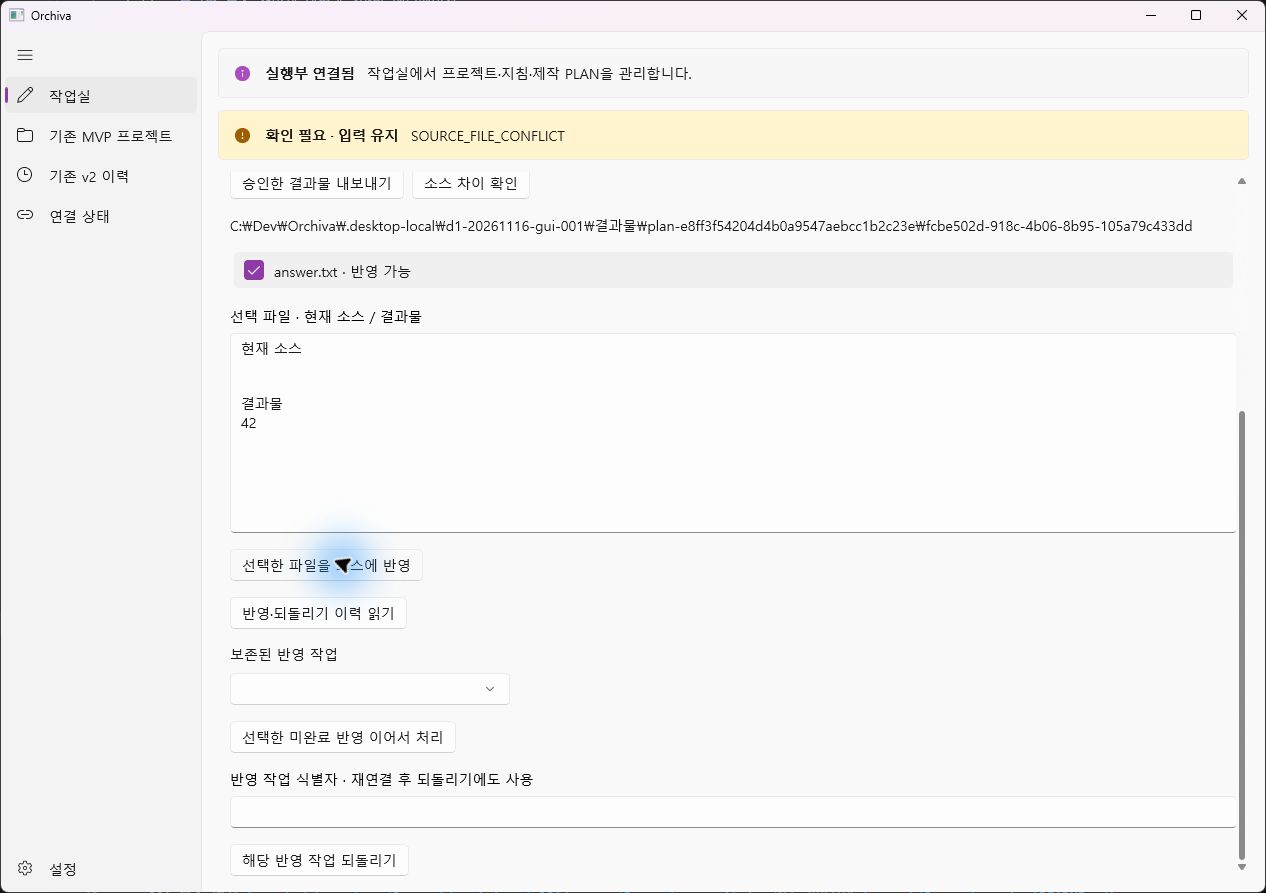 Orchiva
작업실
기존 MVP 프로젝트
기존 v2 이력
연결 상태
설정
실행부 연결됨 작업실에서 프로젝트·지침·제작 PLAN을 관리합니다.
확인 필요 · 입력 유지 SOURCE_FILE_CONFLICT
승인한 결과물 내보내기 소스 차이 확인
C:₩Dev₩Orchiva₩.desktop-local₩d1-20261116-gui-001₩결과물₩plan-e8ff3f54204d4b0a9547aebcc1b2c23e₩fcbe502d-918c-4b06-8b95-105a79c433dd
answer.txt · 반영 가능
선택 파일 · 현재 소스 / 결과물
현재 소스
결과물
42
선택한 파일을 스에 반영
반영·되돌리기 이력 읽기
보존된 반영 작업
선택한 미완료 반영 이어서 처리
반영 작업 식별자 · 재연결 후 되돌리기에도 사용
해당 반영 작업 되돌리기